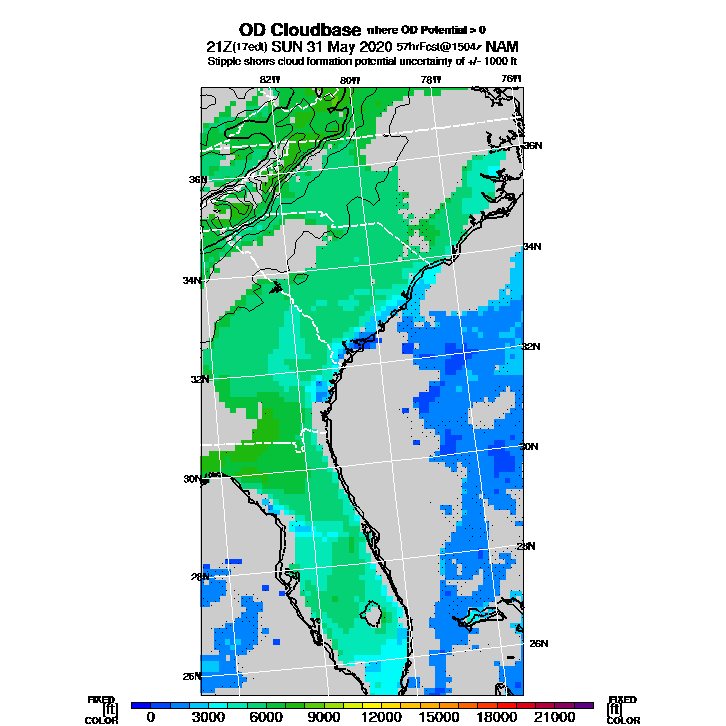 OD Cloudbase where OD Potential > 0
21Z(17edt) SUN 31 May 2020 57hrFcst@1504z NAM
Stipple shows cloud formation potential uncertainty of +/- 1000 ft
82W 80W 78W 76W
36N 36N
34N 34N
32N 32N
30N 30N
28N 28N
26N 26N
FIXED FIXED
[ft] 0 3000 6000 9000 12000 15000 18000 21000 [ft]
COLOR COLOR